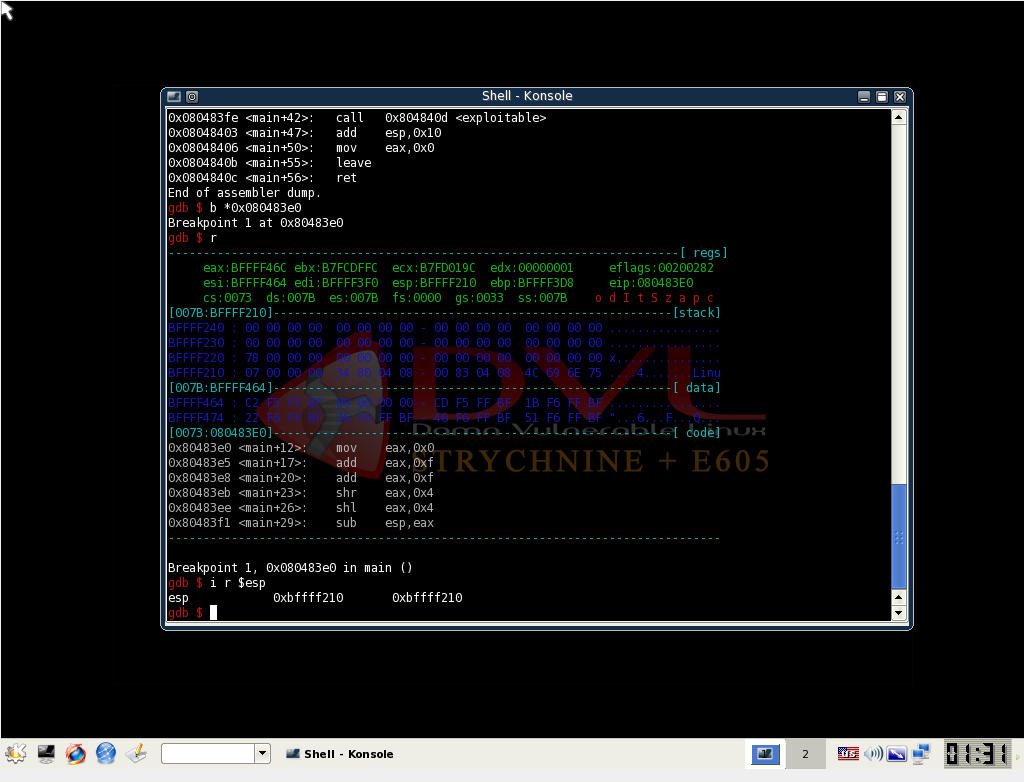 Shell - Konsole
0x080483fe <main+42>: call 0x804840d <exploitable>
0x08048403 <main+47>: add esp,0x10
0x08048406 <main+50>: mov eax,0x0
0x0804840b <main+55>: leave
0x0804840c <main+56>: ret
End of assembler dump.
gdb $ b *0x080483e0
Breakpoint 1 at 0x80483e0
gdb $ r
-------------------------------------------------------------------------[ regs]
eax:BFFFF46C ebx:B7FCDFFC ecx:B7FD019C edx:00000001 eflags:00200282
esi:BFFFF464 edi:BFFFF3F0 esp:BFFFF210 ebp:BFFFF3D8 eip:080483E0
cs:0073 ds:007B es:007B fs:0000 gs:0033 ss:007B o d I t S z a p c
[007B:BFFFF210]---------------------------------------------------------[stack]
BFFFF240 : 00 00 00 00 00 00 00 00 - 00 00 00 00 00 00 00 00 ................
BFFFF230 : 00 00 00 00 00 00 00 00 - 00 00 00 00 00 00 00 00 ................
BFFFF220 : 78 00 00 00 00 00 00 00 - 00 00 00 00 00 00 00 00 x...............
BFFFF210 : 07 00 00 00 34 80 04 08 - 00 83 04 08 4C 69 6E 75 ....4.......Linu
[007B:BFFFF464]---------------------------------------------------------[ data]
BFFFF464 : C2 F5 FF BF 00 00 00 00 - CD F5 FF BF 1B F6 FF BF ................
BFFFF474 : 22 F6 FF BF FF BF - 46 F6 FF BF 51 F6 FF BF "...6...F...Q...
[0073:080483E0]---------------------------------------------------------[ code]
0x80483e0 <main+12>: mov eax,0x0
0x80483e5 <main+17>: add eax,0xf
0x80483e8 <main+20>: add eax,0xf
0x80483eb <main+23>: shr eax,0x4
0x80483ee <main+26>: shl eax,0x4
0x80483f1 <main+29>: sub esp,eax
-------------------------------------------------------------------------------
DVL
Damn Vulnerable Linux
STRYCHNINE + E605
Breakpoint 1, 0x080483e0 in main ()
gdb $ i r $esp
esp 0xbffff210 0xbffff210
gdb $
Shell - Konsole
2
us
01:31